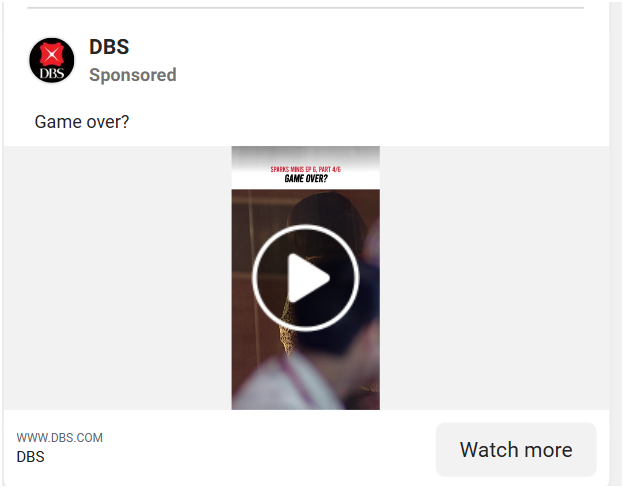 DBS
Sponsored
DBS
Game over?
SPARKS MINIS EP 6, PART 4/6
GAME OVER?
WWW.DBS.COM
DBS
Watch more